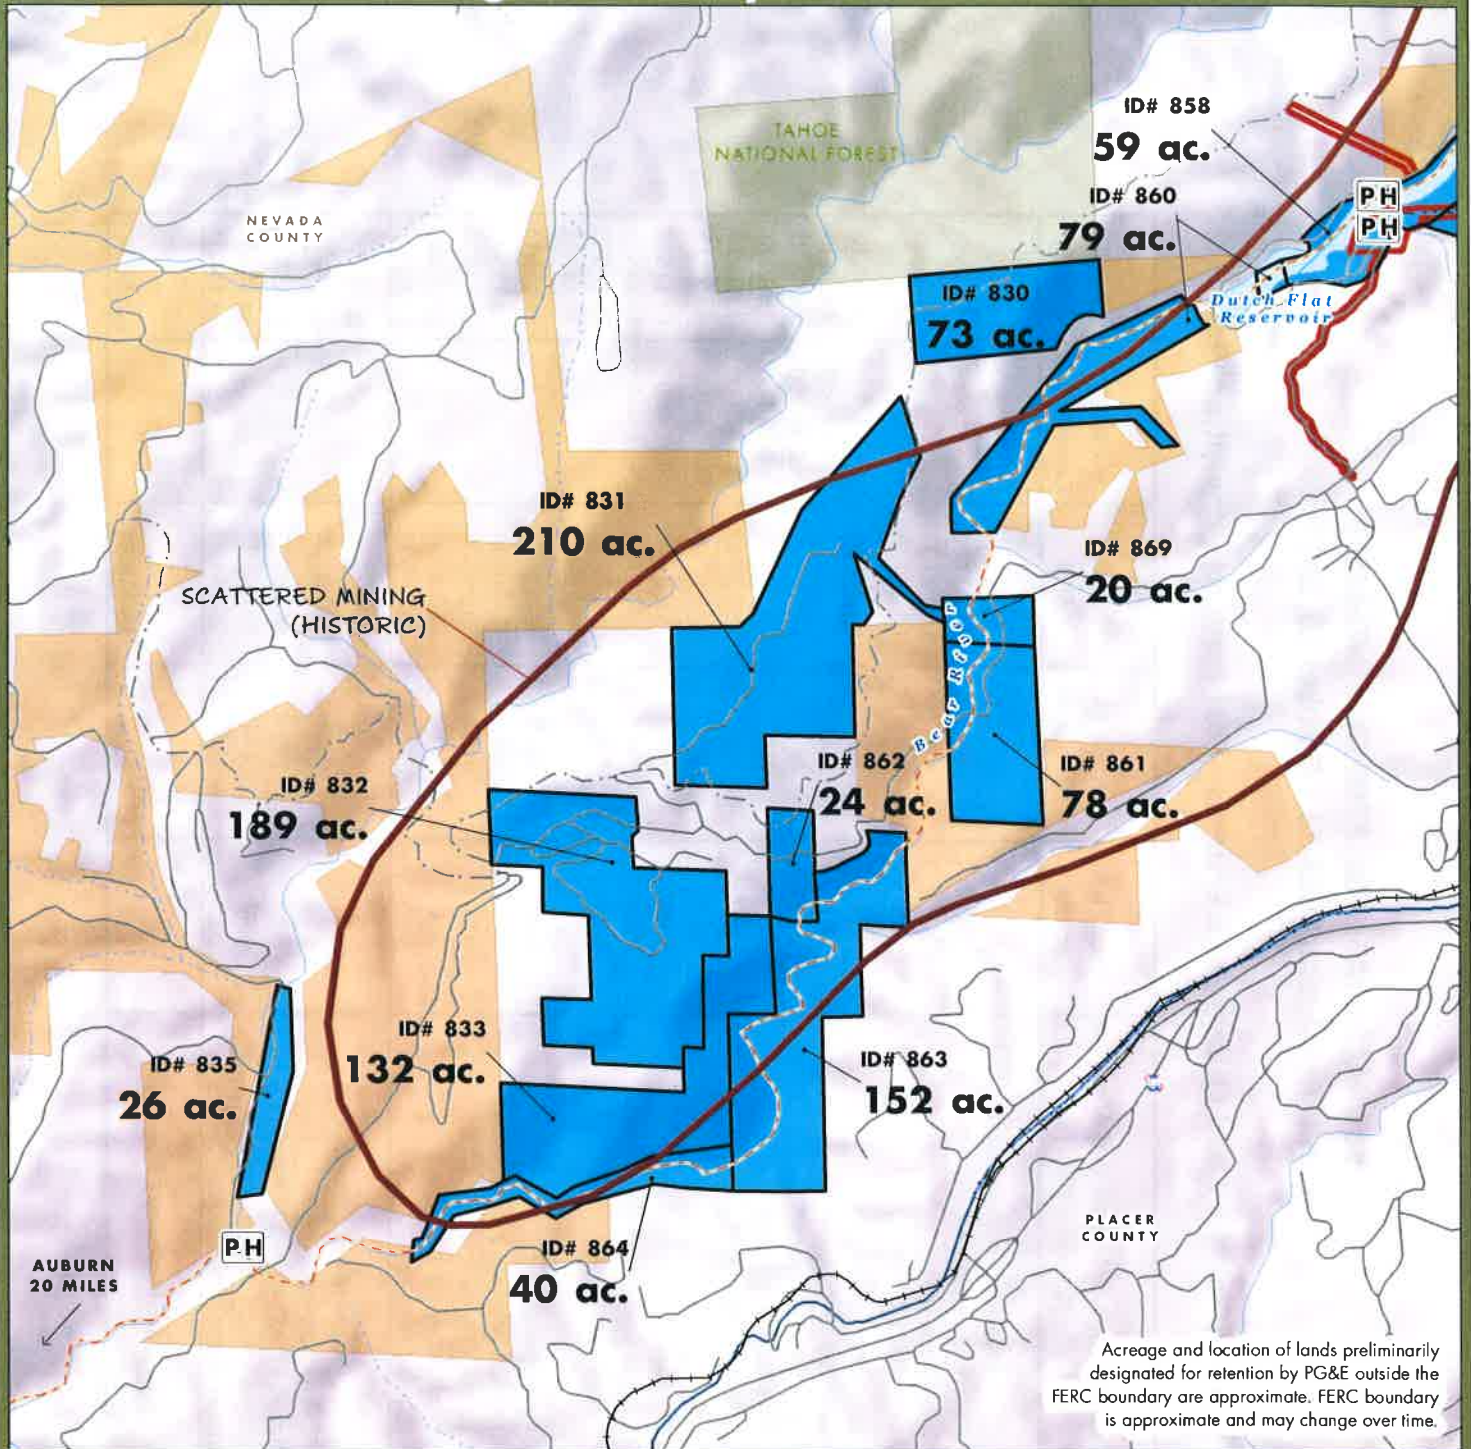 TAHOE
NATIONAL FOREST
ID# 858
59 ac.
ID# 860
79 ac.
PH
PH
NEVADA
COUNTY
ID# 830
73 ac.
Dutch Flat
Reservoir
ID# 831
210 ac.
ID# 869
20 ac.
SCATTERED MINING
(HISTORIC)
Bear River
ID# 862
24 ac.
ID# 861
78 ac.
ID# 832
189 ac.
ID# 833
132 ac.
ID# 835
26 ac.
ID# 863
152 ac.
PLACER
COUNTY
PH
ID# 864
40 ac.
AUBURN
20 MILES
Acreage and location of lands preliminarily
designated for retention by PG&E outside the
FERC boundary are approximate. FERC boundary
is approximate and may change over time.